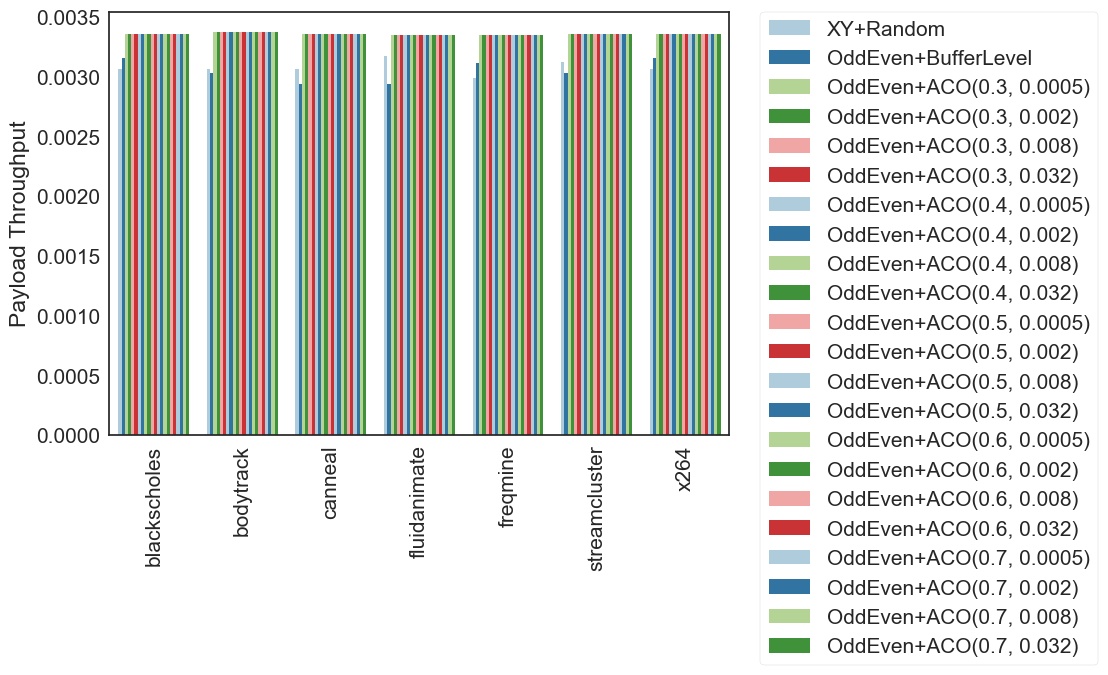 0.0035
0.0030
0.0025
0.0020
0.0015
0.0010
0.0005
0.0000
Payload Throughput
blackscholes
bodytrack
canneal
fluidanimate
freqmine
streamcluster
x264
XY+Random
OddEven+BufferLevel
OddEven+ACO(0.3, 0.0005)
OddEven+ACO(0.3, 0.002)
OddEven+ACO(0.3, 0.008)
OddEven+ACO(0.3, 0.032)
OddEven+ACO(0.4, 0.0005)
OddEven+ACO(0.4, 0.002)
OddEven+ACO(0.4, 0.008)
OddEven+ACO(0.4, 0.032)
OddEven+ACO(0.5, 0.0005)
OddEven+ACO(0.5, 0.002)
OddEven+ACO(0.5, 0.008)
OddEven+ACO(0.5, 0.032)
OddEven+ACO(0.6, 0.0005)
OddEven+ACO(0.6, 0.002)
OddEven+ACO(0.6, 0.008)
OddEven+ACO(0.6, 0.032)
OddEven+ACO(0.7, 0.0005)
OddEven+ACO(0.7, 0.002)
OddEven+ACO(0.7, 0.008)
OddEven+ACO(0.7, 0.032)